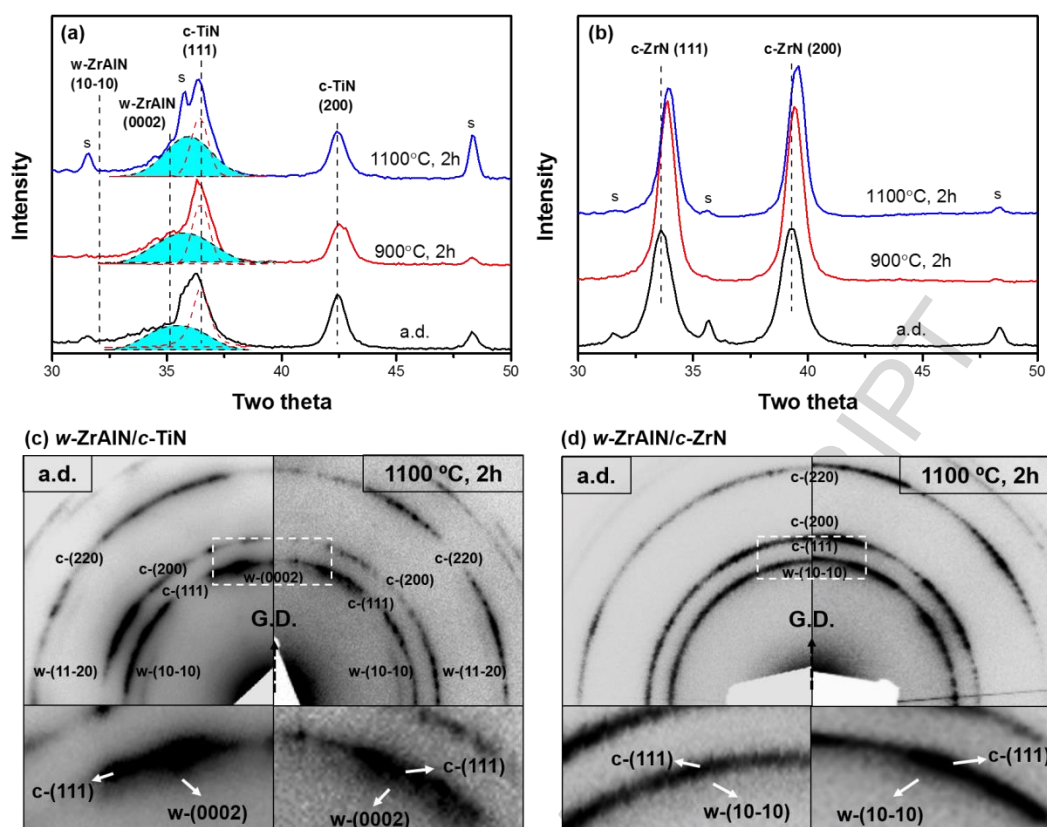 (a)
c-TiN
(111)
w-ZrAlN
(10-10)
s
w-ZrAlN
(0002)
c-TiN
(200)
s
s
1100°C, 2h
900°C, 2h
a.d.
Intensity
30 35 40 45 50
Two theta
(b)
c-ZrN (111)
c-ZrN (200)
1100°C, 2h
s
s
s
900°C, 2h
a.d.
Intensity
30 35 40 45 50
Two theta
RIPT
(c) w-ZrAlN/c-TiN
a.d.
1100 ºC, 2h
c-(220)
c-(220)
c-(200)
w-(0002)
c-(200)
c-(111)
c-(111)
G.D.
w-(11-20)
w-(10-10)
w-(10-10)
w-(11-20)
c-(111)
w-(0002)
c-(111)
w-(0002)
(d) w-ZrAlN/c-ZrN
a.d.
1100 ºC, 2h
c-(220)
c-(200)
c-(111)
w-(10-10)
G.D.
c-(111)
w-(10-10)
c-(111)
w-(10-10)